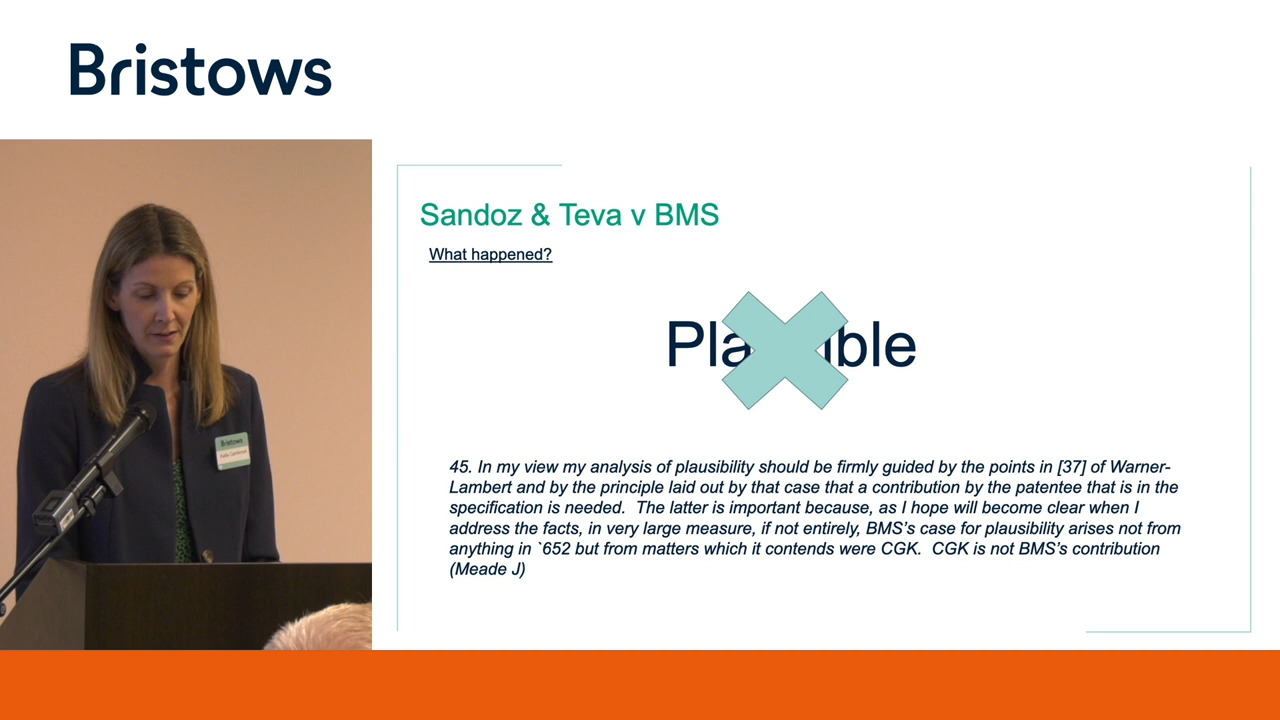 Bristows
Bristows
Sandoz & Teva v BMS
What happened?
Pla ible
45. In my view my analysis of plausibility should be firmly guided by the points in [37] of Warner-
Lambert and by the principle laid out by that case that a contribution by the patentee that is in the
specification is needed.  The latter is important because, as I hope will become clear when I
address the facts, in very large measure, if not entirely, BMS's case for plausibility arises not from
anything in `652 but from matters which it contends were CGK.  CGK is not BMS's contribution
(Meade J)